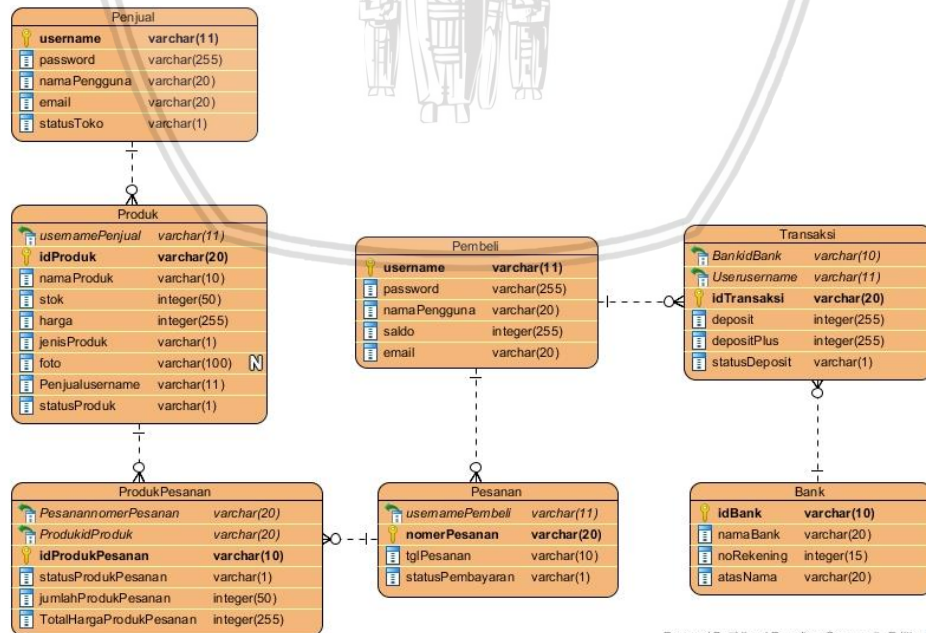 Penjual
username varchar(11)
password varchar(255)
namaPengguna varchar(20)
email varchar(20)
statusToko varchar(1)
Produk
usernamePenjual varchar(11)
idProduk varchar(20)
namaProduk varchar(10)
stok integer(50)
harga integer(255)
jenisProduk varchar(1)
foto varchar(100) N
Penjualusername varchar(11)
statusProduk varchar(1)
Pembeli
username varchar(11)
password varchar(255)
namaPengguna varchar(20)
saldo integer(255)
email varchar(20)
Transaksi
BankidBank varchar(10)
Userusername varchar(11)
idTransaksi varchar(20)
deposit integer(255)
depositPlus integer(255)
statusDeposit varchar(1)
ProdukPesanan
PesanannomerPesanan varchar(20)
ProdukidProduk varchar(20)
idProdukPesanan varchar(10)
statusProdukPesanan varchar(1)
jumlahProdukPesanan integer(50)
TotalHargaProdukPesanan integer(255)
Pesanan
usernamePembeli varchar(11)
nomerPesanan varchar(20)
tglPesanan varchar(10)
statusPembayaran varchar(1)
Bank
idBank varchar(10)
namaBank varchar(20)
noRekening integer(15)
atasNama varchar(20)